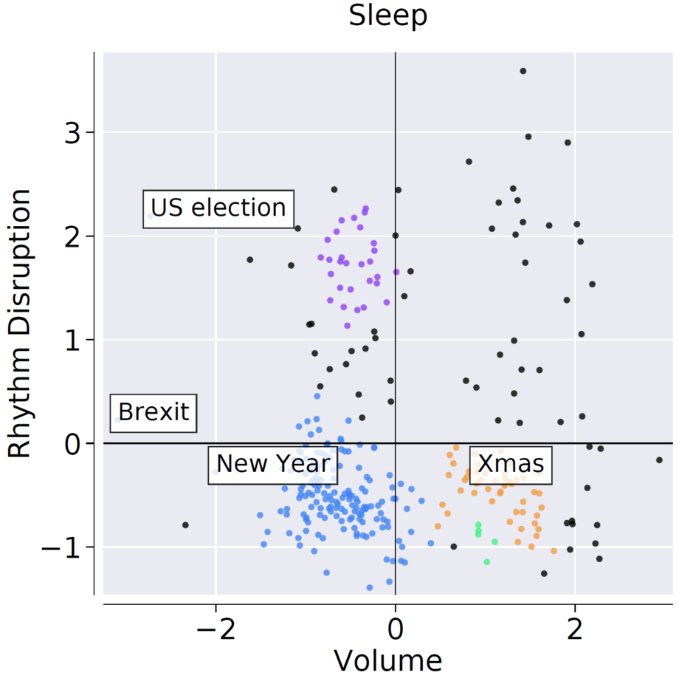 Sleep
3
US election
2
1
Brexit
0
New Year
Xmas
−1
−2
0
2
Rhythm Disruption
Volume